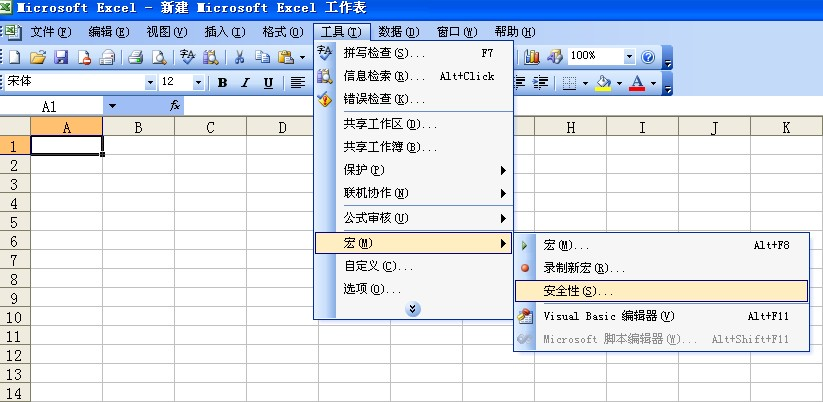 Microsoft Excel - 新建 Microsoft Excel 工作表
文件(F) 编辑(E) 视图(V) 插入(I) 格式(O) 工具(T) 数据(D) 窗口(W) 帮助(H)
100%
宋体 12 B I U A
A1 fx
A B C D H I J K
1
2
3
4
5
6
7
8
9
10
11
12
13
14
拼写检查(S)... F7
信息检索(R)... Alt+Click
错误检查(K)...
共享工作区(D)...
共享工作簿(B)...
保护(P)
联机协作(N)
公式审核(U)
宏(M)
自定义(C)...
选项(O)...
宏(M)... Alt+F8
录制新宏(R)...
安全性(S)...
Visual Basic 编辑器(V) Alt+F11
Microsoft 脚本编辑器(W)... Alt+Shift+F11